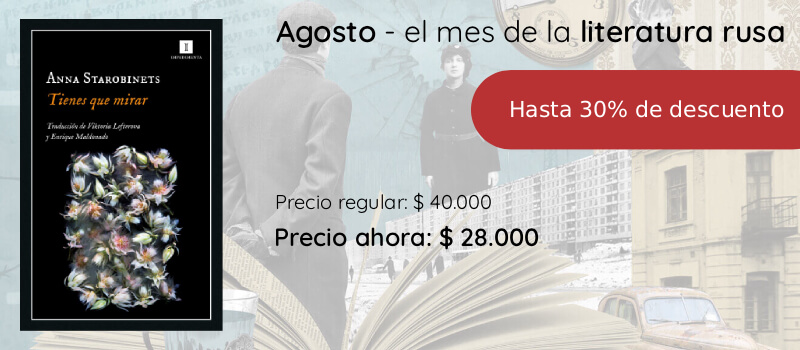 Agosto - el mes de la literatura rusa
Hasta 30% de descuento
IMPEDIMENTA
ANNA STAROBINETS
Tienes que mirar
Traducción de Viktoria Lefterova
y Enrique Maldonado
Precio regular: $ 40.000
Precio ahora: $ 28.000